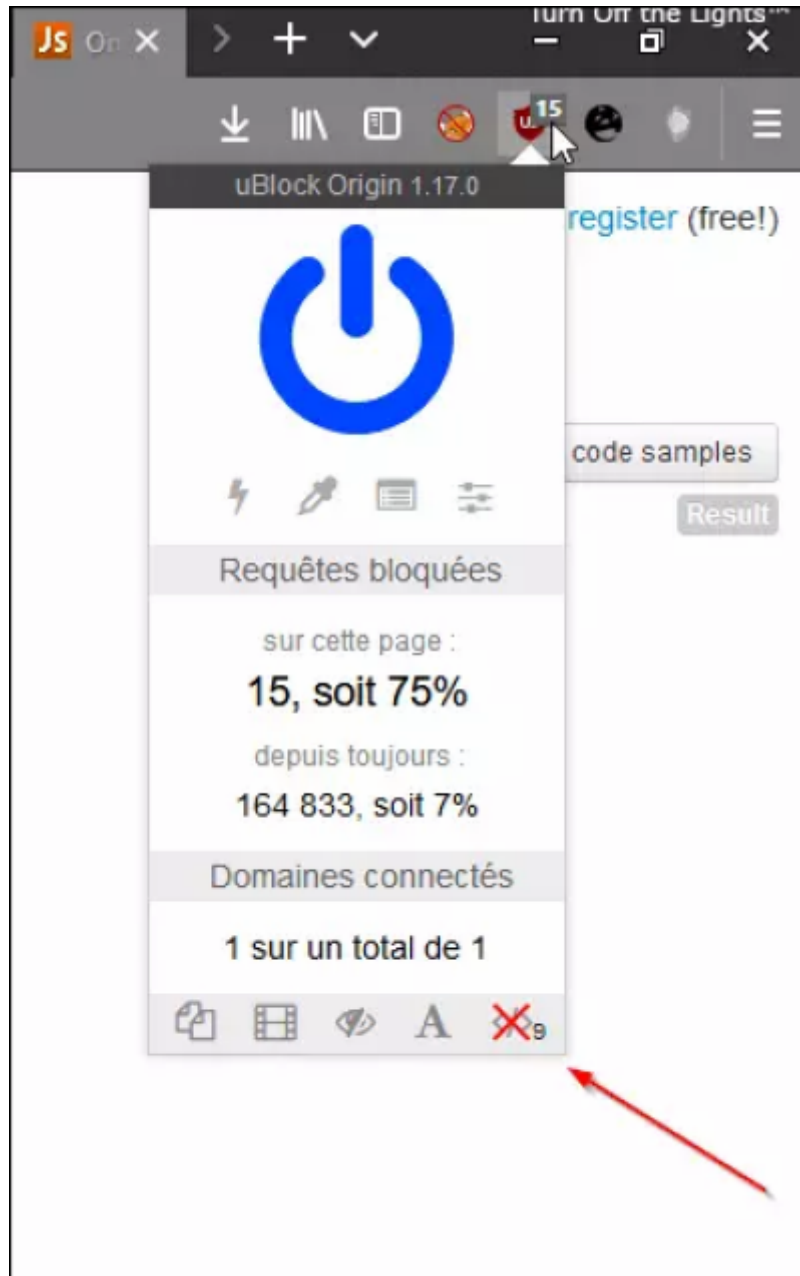 Turn Off the Lights™
JS On
15
uBlock Origin 1.17.0
register (free!)
code samples
Result
Requêtes bloquées
sur cette page :
15, soit 75%
depuis toujours :
164 833, soit 7%
Domaines connectés
1 sur un total de 1
A
9